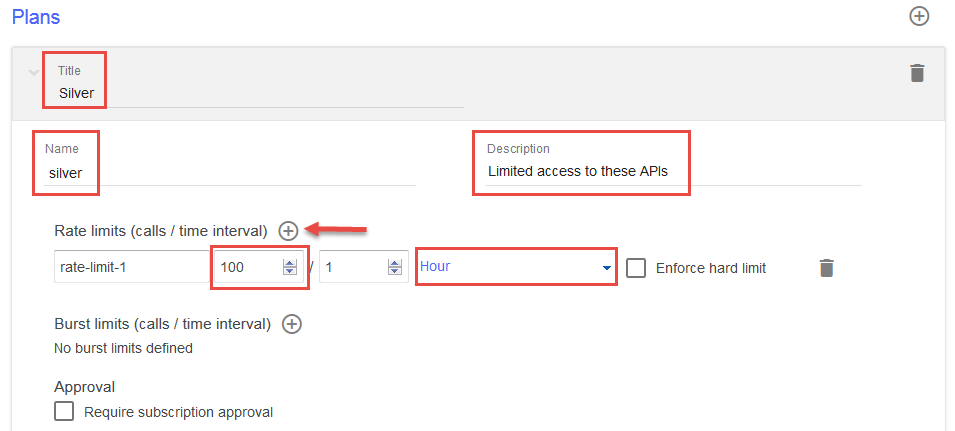 Plans
Title
Silver
Name
Description
silver
Limited access to these APIs
Rate limits (calls / time interval)
rate-limit-1 100 / 1 Hour Enforce hard limit
Burst limits (calls / time interval)
No burst limits defined
Approval
Require subscription approval